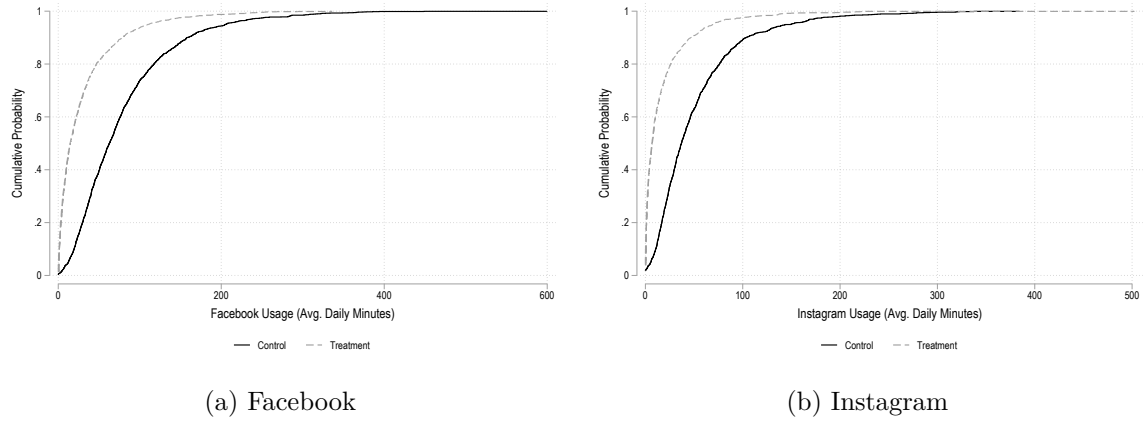 1
.8
.6
.4
.2
0
Cumulative Probability
0 200 400 600
Facebook Usage (Avg. Daily Minutes)
Control Treatment
(a) Facebook
1
.8
.6
.4
.2
0
Cumulative Probability
0 100 200 300 400 500
Instagram Usage (Avg. Daily Minutes)
Control Treatment
(b) Instagram